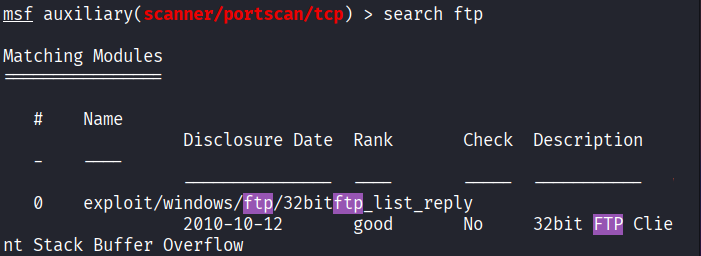 msf auxiliary(scanner/portscan/tcp) > search ftp
Matching Modules
================
# Name
Disclosure Date Rank Check Description
- ----
--------------- ---- ----- -----------
0 exploit/windows/ftp/32bitftp_list_reply
2010-10-12 good No 32bit FTP Clie
nt Stack Buffer Overflow